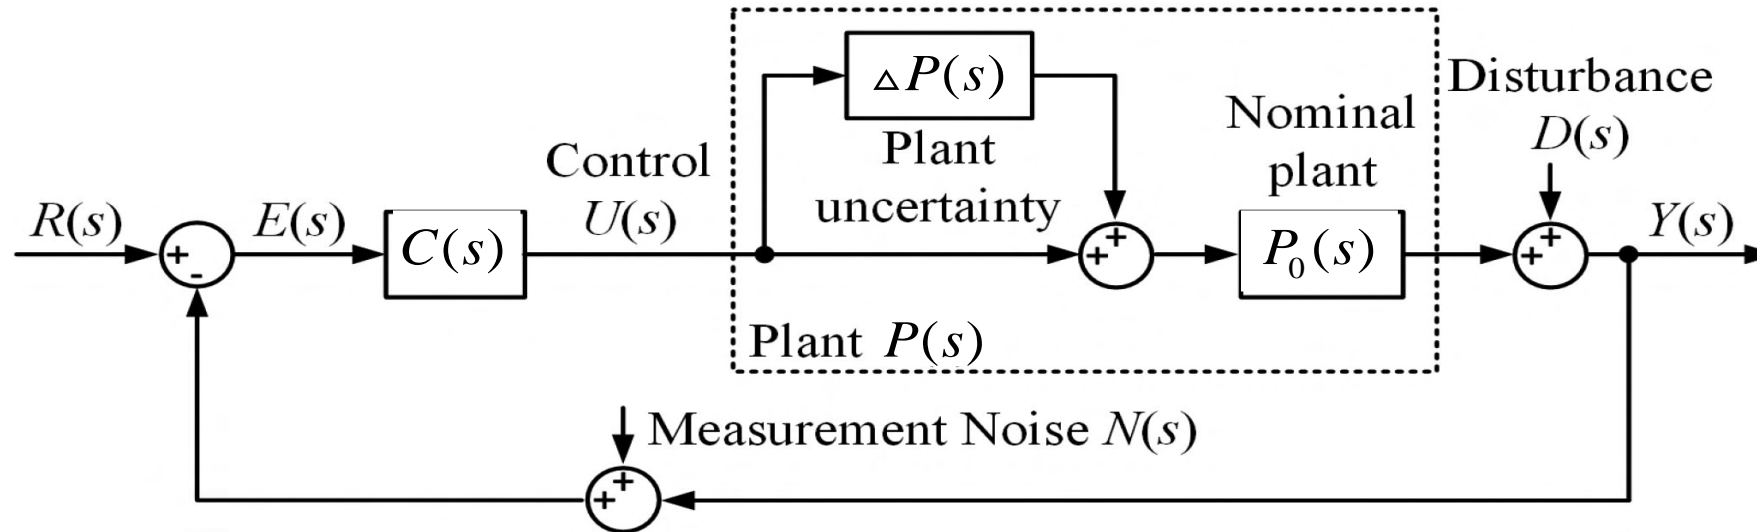 △P(s)
Disturbance
D(s)
Nominal
plant
Plant
uncertainty
Control
U(s)
R(s)
+
-
E(s)
C(s)
+
+
P₀(s)
+
+
Y(s)
Plant P(s)
Measurement Noise N(s)
+
+